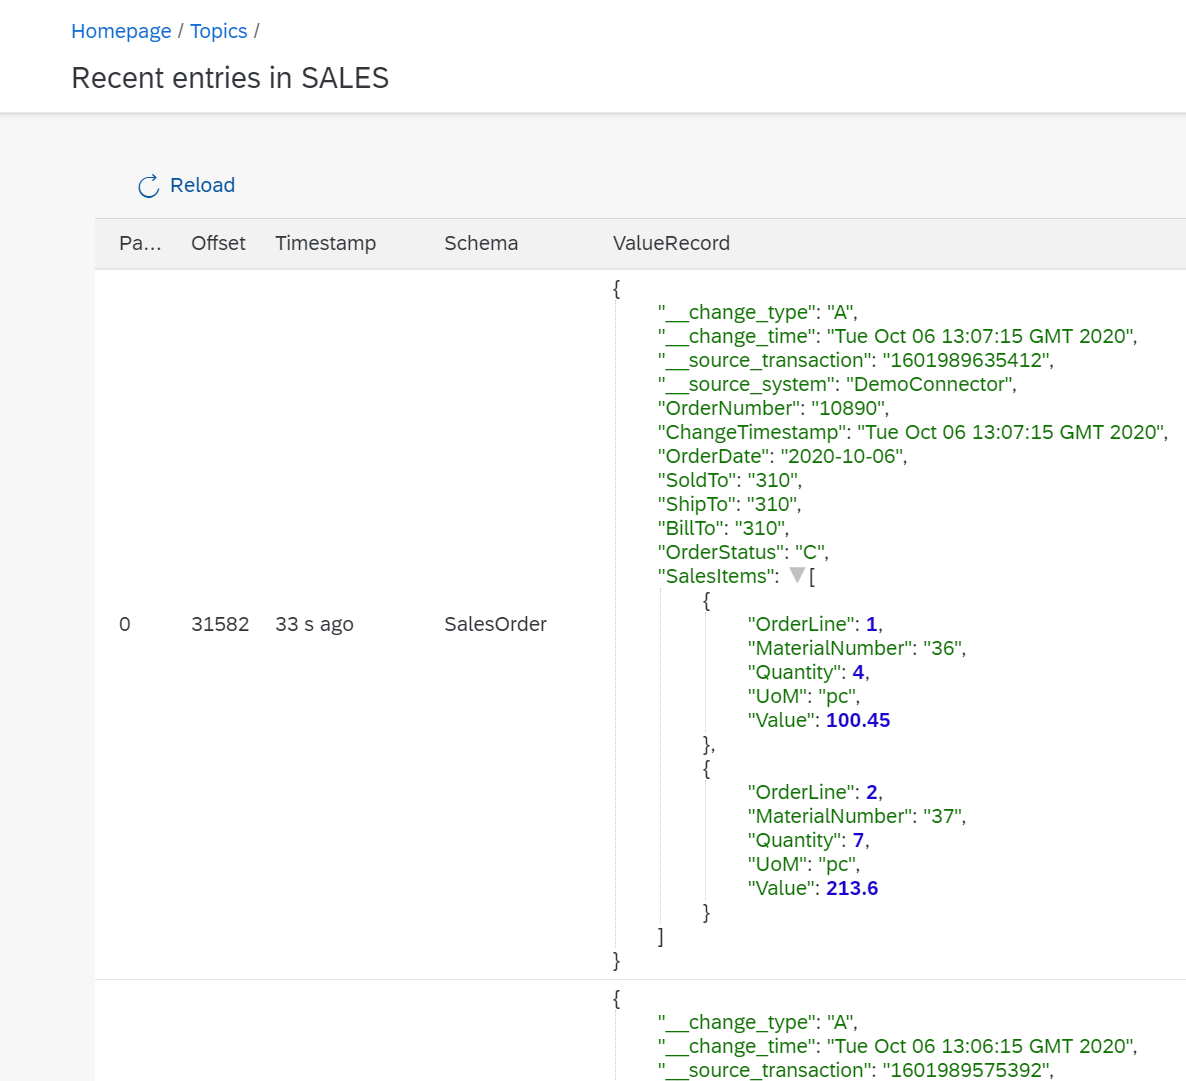 Homepage / Topics /
Recent entries in SALES
Reload
Pa... Offset Timestamp Schema ValueRecord
{
"__change_type": "A",
"__change_time": "Tue Oct 06 13:07:15 GMT 2020",
"__source_transaction": "1601989635412",
"__source_system": "DemoConnector",
"OrderNumber": "10890",
"ChangeTimestamp": "Tue Oct 06 13:07:15 GMT 2020",
"OrderDate": "2020-10-06",
"SoldTo": "310",
"ShipTo": "310",
"BillTo": "310",
"OrderStatus": "C",
"SalesItems": ▼[
{
0 31582 33 s ago SalesOrder "OrderLine": 1,
"MaterialNumber": "36",
"Quantity": 4,
"UoM": "pc",
"Value": 100.45
},
{
"OrderLine": 2,
"MaterialNumber": "37",
"Quantity": 7,
"UoM": "pc",
"Value": 213.6
}
]
}
{
"__change_type": "A",
"__change_time": "Tue Oct 06 13:06:15 GMT 2020",
"__source_transaction": "1601989575392",